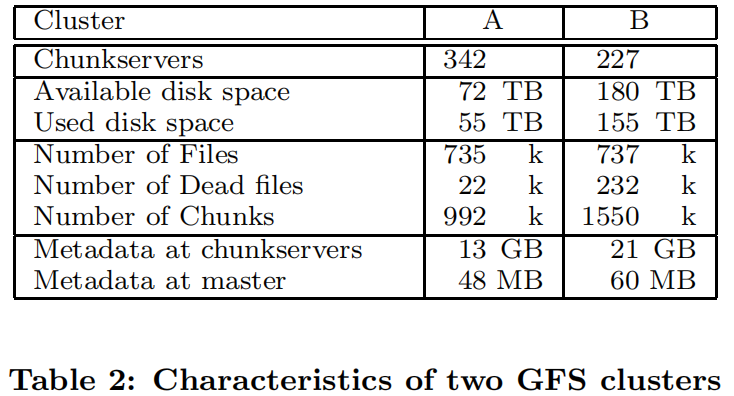 Cluster A B
Chunkservers 342 227
Available disk space 72 TB 180 TB
Used disk space 55 TB 155 TB
Number of Files 735 k 737 k
Number of Dead files 22 k 232 k
Number of Chunks 992 k 1550 k
Metadata at chunkservers 13 GB 21 GB
Metadata at master 48 MB 60 MB
Table 2: Characteristics of two GFS clusters